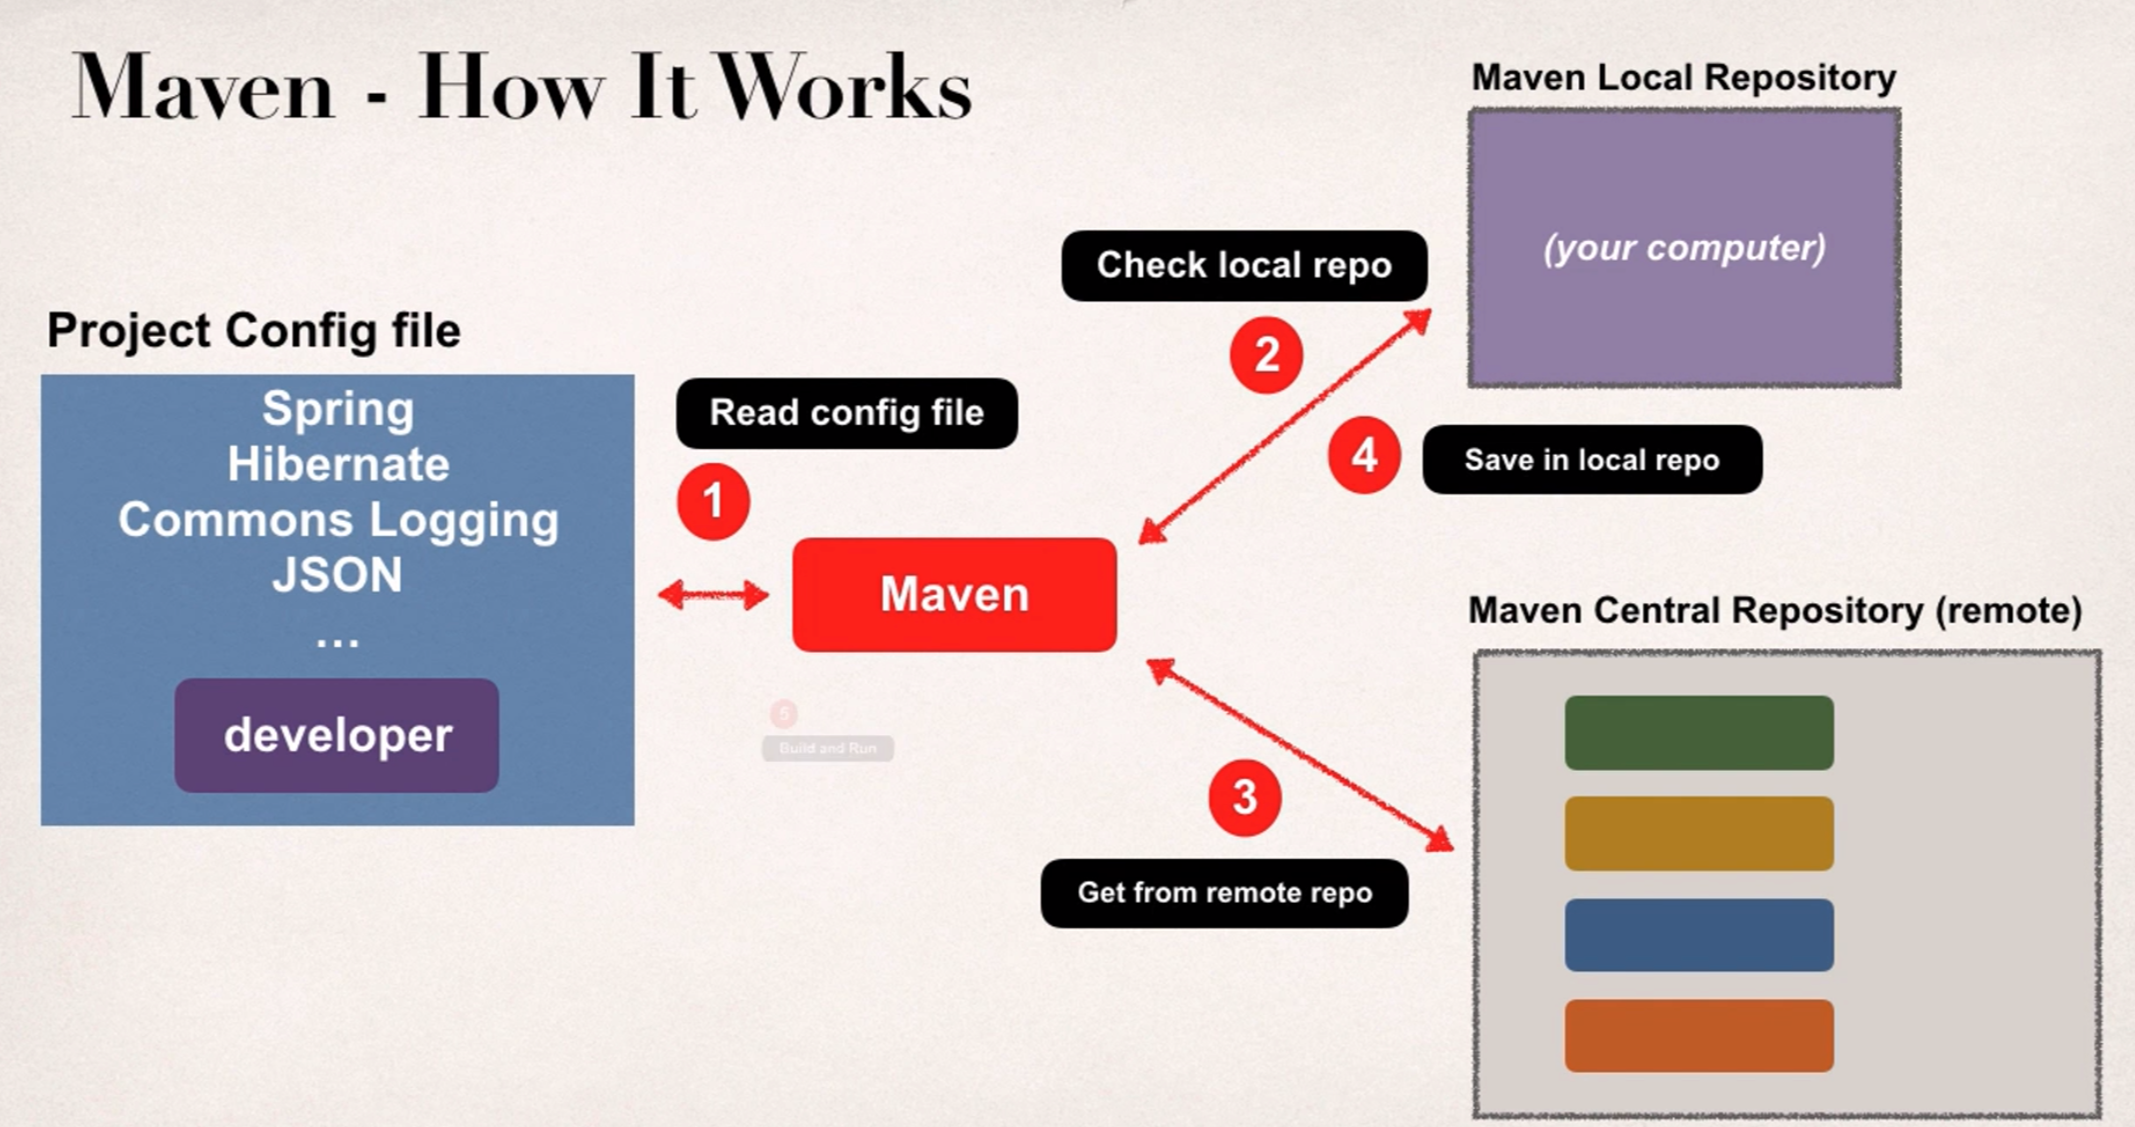 Maven - How It Works
Maven Local Repository
(your computer)
Check local repo
2
Project Config file
Spring
Hibernate
Commons Logging
JSON
...
developer
Read config file
1
4
Save in local repo
Maven
Maven Central Repository (remote)
5
Build and Run
3
Get from remote repo